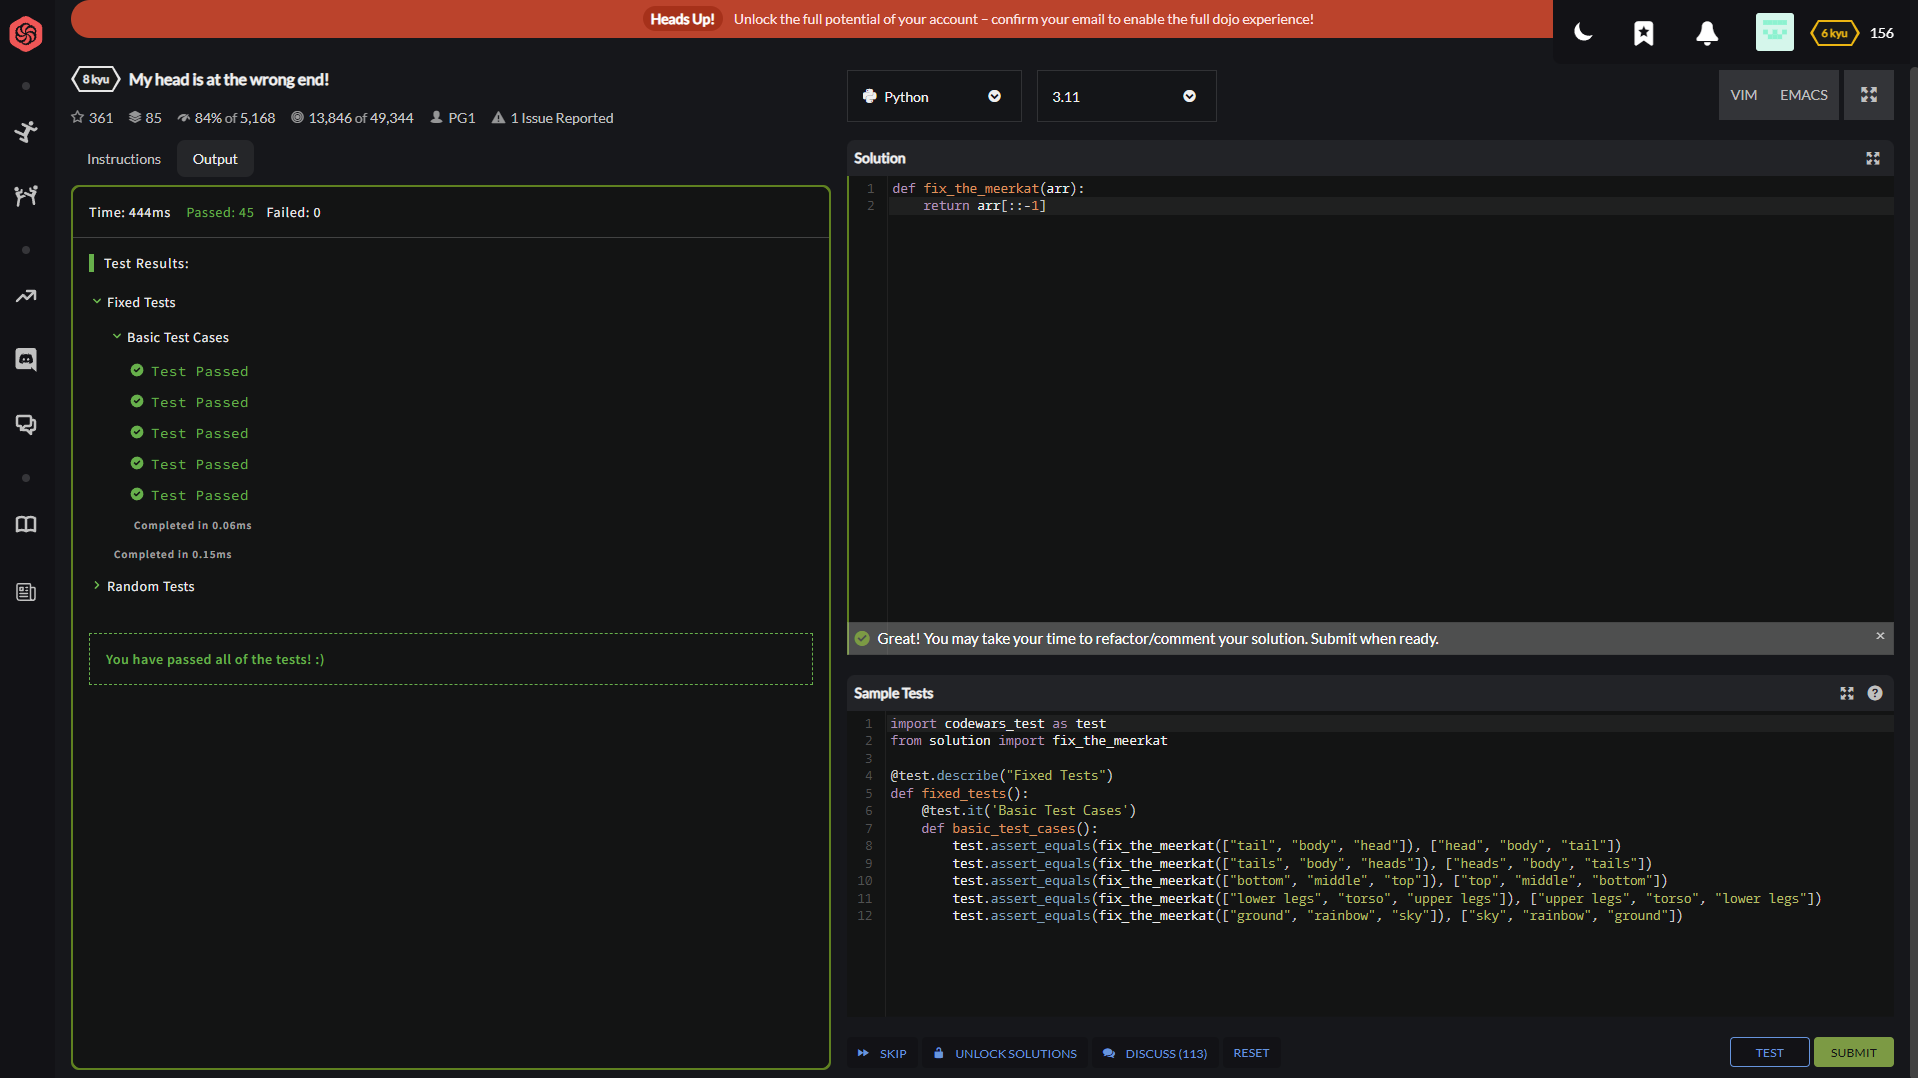 Heads Up! Unlock the full potential of your account – confirm your email to enable the full dojo experience!
6 kyu 156
8 kyu My head is at the wrong end!
361 85 84% of 5,168 13,846 of 49,344 PG1 1 Issue Reported
Instructions Output
Time: 444ms Passed: 45 Failed: 0
Test Results:
Fixed Tests
Basic Test Cases
Test Passed
Test Passed
Test Passed
Test Passed
Test Passed
Completed in 0.06ms
Completed in 0.15ms
Random Tests
You have passed all of the tests! :)
Python 3.11 VIM EMACS
Solution
1 def fix_the_meerkat(arr):
2     return arr[::-1]
Great! You may take your time to refactor/comment your solution. Submit when ready.
Sample Tests
1 import codewars_test as test
2 from solution import fix_the_meerkat
3
4 @test.describe("Fixed Tests")
5 def fixed_tests():
6     @test.it('Basic Test Cases')
7     def basic_test_cases():
8         test.assert_equals(fix_the_meerkat(["tail", "body", "head"]), ["head", "body", "tail"])
9         test.assert_equals(fix_the_meerkat(["tails", "body", "heads"]), ["heads", "body", "tails"])
10         test.assert_equals(fix_the_meerkat(["bottom", "middle", "top"]), ["top", "middle", "bottom"])
11         test.assert_equals(fix_the_meerkat(["lower legs", "torso", "upper legs"]), ["upper legs", "torso", "lower legs"])
12         test.assert_equals(fix_the_meerkat(["ground", "rainbow", "sky"]), ["sky", "rainbow", "ground"])
SKIP UNLOCK SOLUTIONS DISCUSS (113) RESET TEST SUBMIT